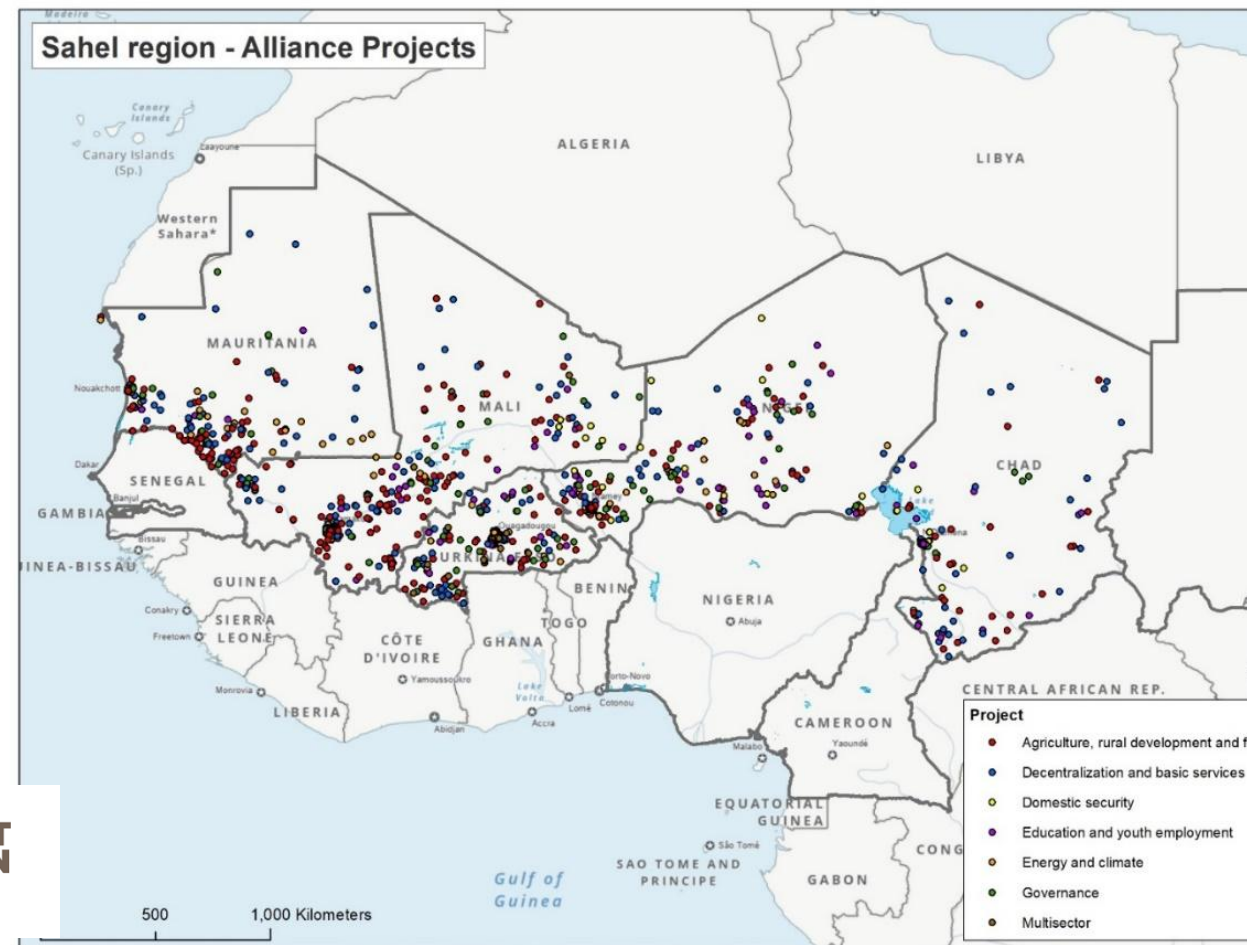 Madeira
Islands
Sahel region - Alliance Projects
Canary
Islands
Canary Islands
(Sp.)
Laayoune
ALGERIA
LIBYA
Western
Sahara*
MAURITANIA
Nouakchott
MALI
CHAD
Dakar
SENEGAL
Banjul
GAMBIA
Ouagadougou
Bissau
GUINEA
BENIN
NIGERIA
Abuja
Conakry
SIERRA
LEONE
Freetown
TOGO
CÔTE
D'IVOIRE
GHANA
Yamoussoukro
Monrovia
LIBERIA
Lake
Volta
Porto-Novo
Lomé
Cotonou
Abidjan
Accra
CENTRAL AFRICAN REP.
CAMEROON
Yaoundé
Malabo
EQUATORIAL
GUINEA
São Tomé
SAO TOME AND
PRINCIPE
GABON
CONG
Gulf of
Guinea
500
1,000 Kilometers
Project
Agriculture, rural development and f
Decentralization and basic services
Domestic security
Education and youth employment
Energy and climate
Governance
Multisector
T
N